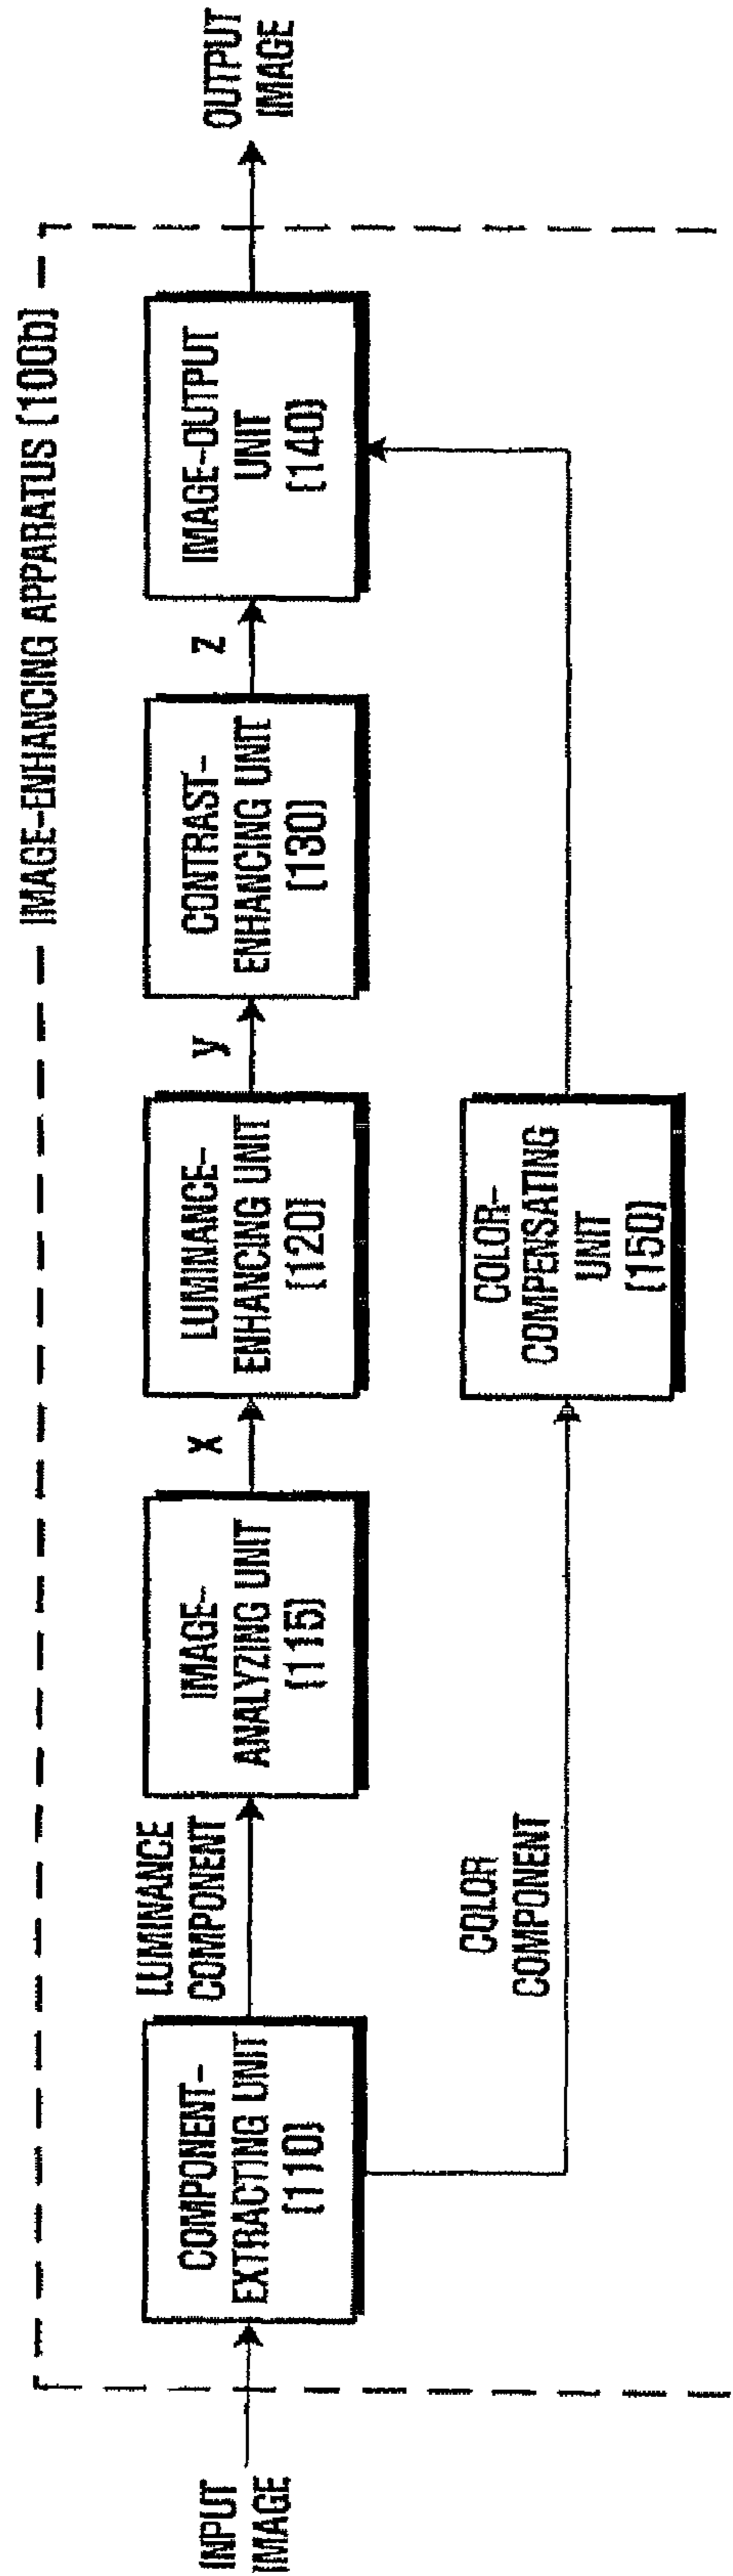 IMAGE-ENHANCING APPARATUS (100b)
INPUT
IMAGE
COMPONENT-
EXTRACTING UNIT
(110)
LUMINANCE
COMPONENT
IMAGE-
ANALYZING UNIT
(115)
x
LUMINANCE-
ENHANCING UNIT
(120)
y
CONTRAST-
ENHANCING UNIT
(130)
z
IMAGE-OUTPUT
UNIT
(140)
OUTPUT
IMAGE
COLOR
COMPONENT
COLOR-
COMPENSATING
UNIT
(150)